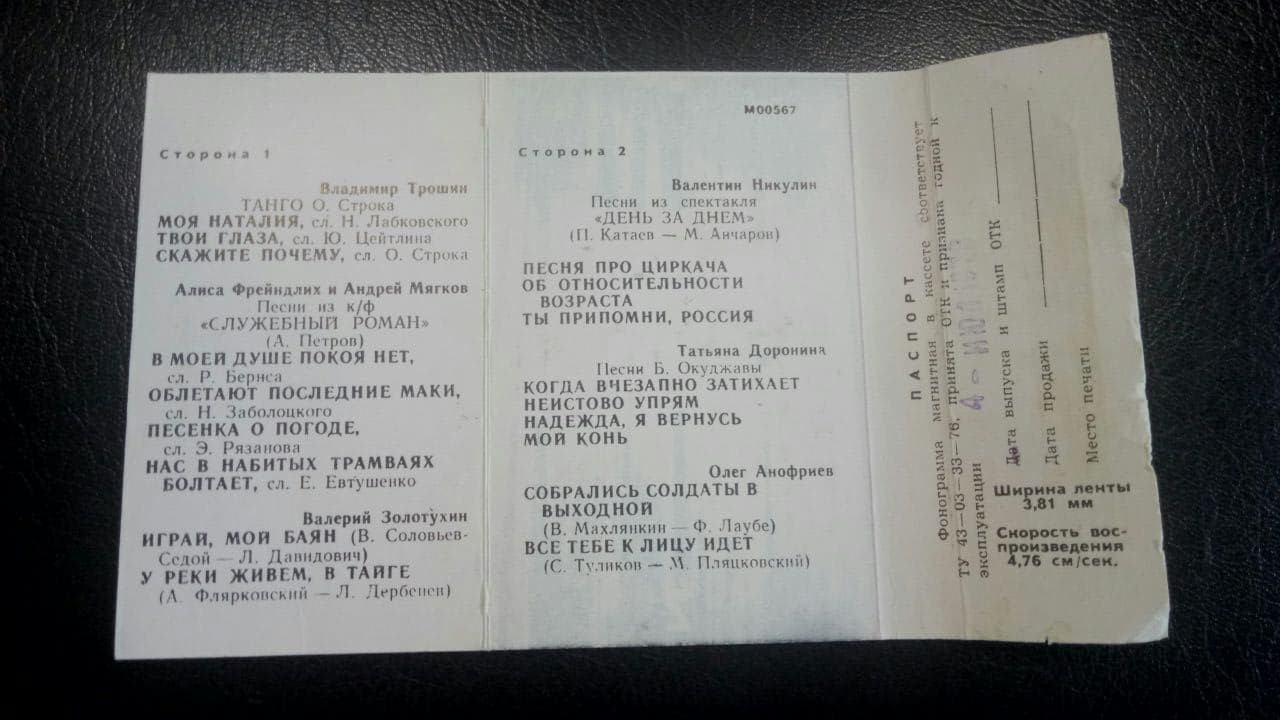 Сторона 1
Владимир Трошин
ТАНГО О. Строка
МОЯ НАТАЛИЯ, сл. Н. Лабковского
ТВОИ ГЛАЗА, сл. Ю. Цейтлина
СКАЖИТЕ ПОЧЕМУ, сл. О. Строка
Алиса Фрейндлих и Андрей Мягков
Песни из к/ф
«СЛУЖЕБНЫЙ РОМАН»
(А. Петров)
В МОЕЙ ДУШЕ ПОКОЯ НЕТ,
сл. Р. Бернса
ОБЛЕТАЮТ ПОСЛЕДНИЕ МАКИ,
сл. Н. Заболоцкого
ПЕСЕНКА О ПОГОДЕ,
сл. Э. Рязанова
НАС В НАБИТЫХ ТРАМВАЯХ
БОЛТАЕТ, сл. Е. Евтушенко
Валерий Золотухин
ИГРАЙ, МОЙ БАЯН (В. Соловьев-
Седой — Л. Давидович)
У РЕКИ ЖИВЕМ, В ТАЙГЕ
(А. Флярковский — Л. Дербенев)
М00567
Сторона 2
Валентин Никулин
Песни из спектакля
«ДЕНЬ ЗА ДНЕМ»
(П. Катаев — М. Анчаров)
ПЕСНЯ ПРО ЦИРКАЧА
ОБ ОТНОСИТЕЛЬНОСТИ
ВОЗРАСТА
ТЫ ПРИПОМНИ, РОССИЯ
Татьяна Доронина
Песни Б. Окуджавы
КОГДА ВЧЕЗАПНО ЗАТИХАЕТ
НЕИСТОВО УПРЯМ
НАДЕЖДА, Я ВЕРНУСЬ
МОЙ КОНЬ
Олег Анофриев
СОБРАЛИСЬ СОЛДАТЫ В
ВЫХОДНОЙ
(В. Махлянкин — Ф. Лаубе)
ВСЕ ТЕБЕ К ЛИЦУ ИДЕТ
(С. Туликов — М. Пляцковский)
ПАСПОРТ
Фонограмма магнитная в кассете соответствует
ТУ 43—03—33—76, принята ОТК и признана годной к
эксплуатации
4 - ИЮЛ
Дата выпуска и штамп ОТК
Дата продажи
Место печати
Ширина ленты
3,81 мм
Скорость вос-
произведения
4,76 см/сек.